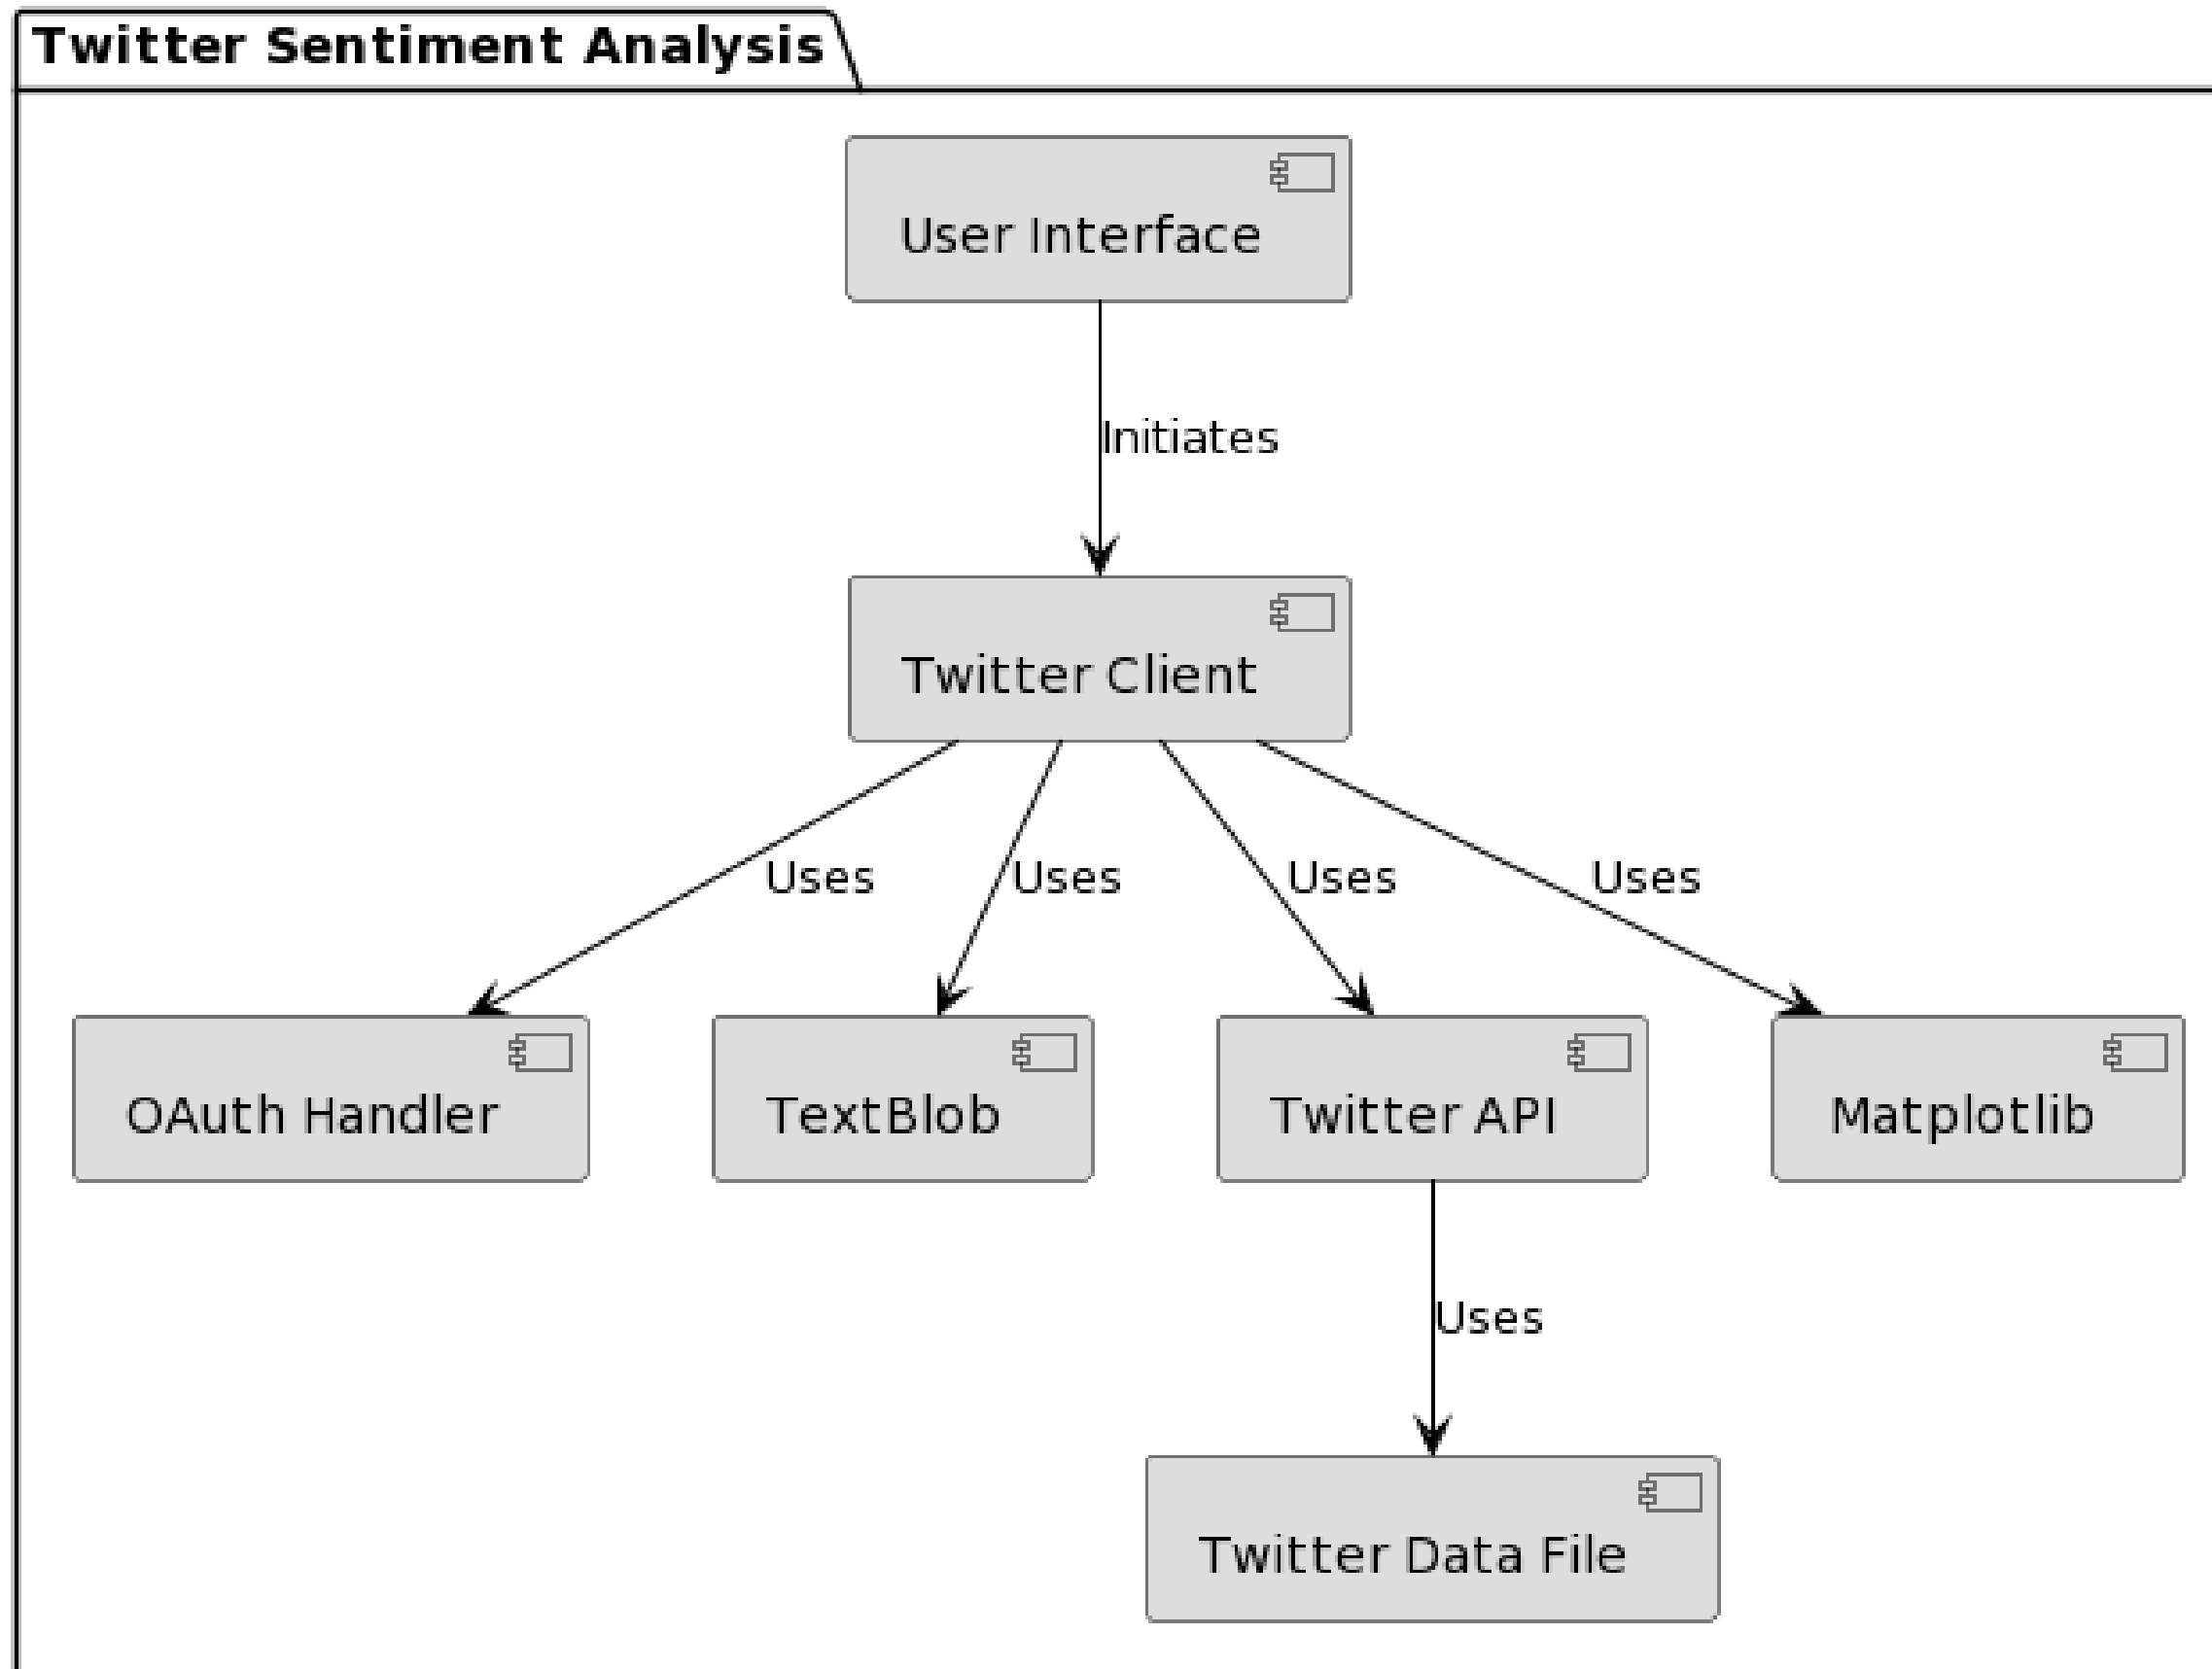 Twitter Sentiment Analysis
User Interface
Initiates
Twitter Client
Uses
Uses
Uses
Uses
OAuth Handler
TextBlob
Twitter API
Matplotlib
Uses
Twitter Data File